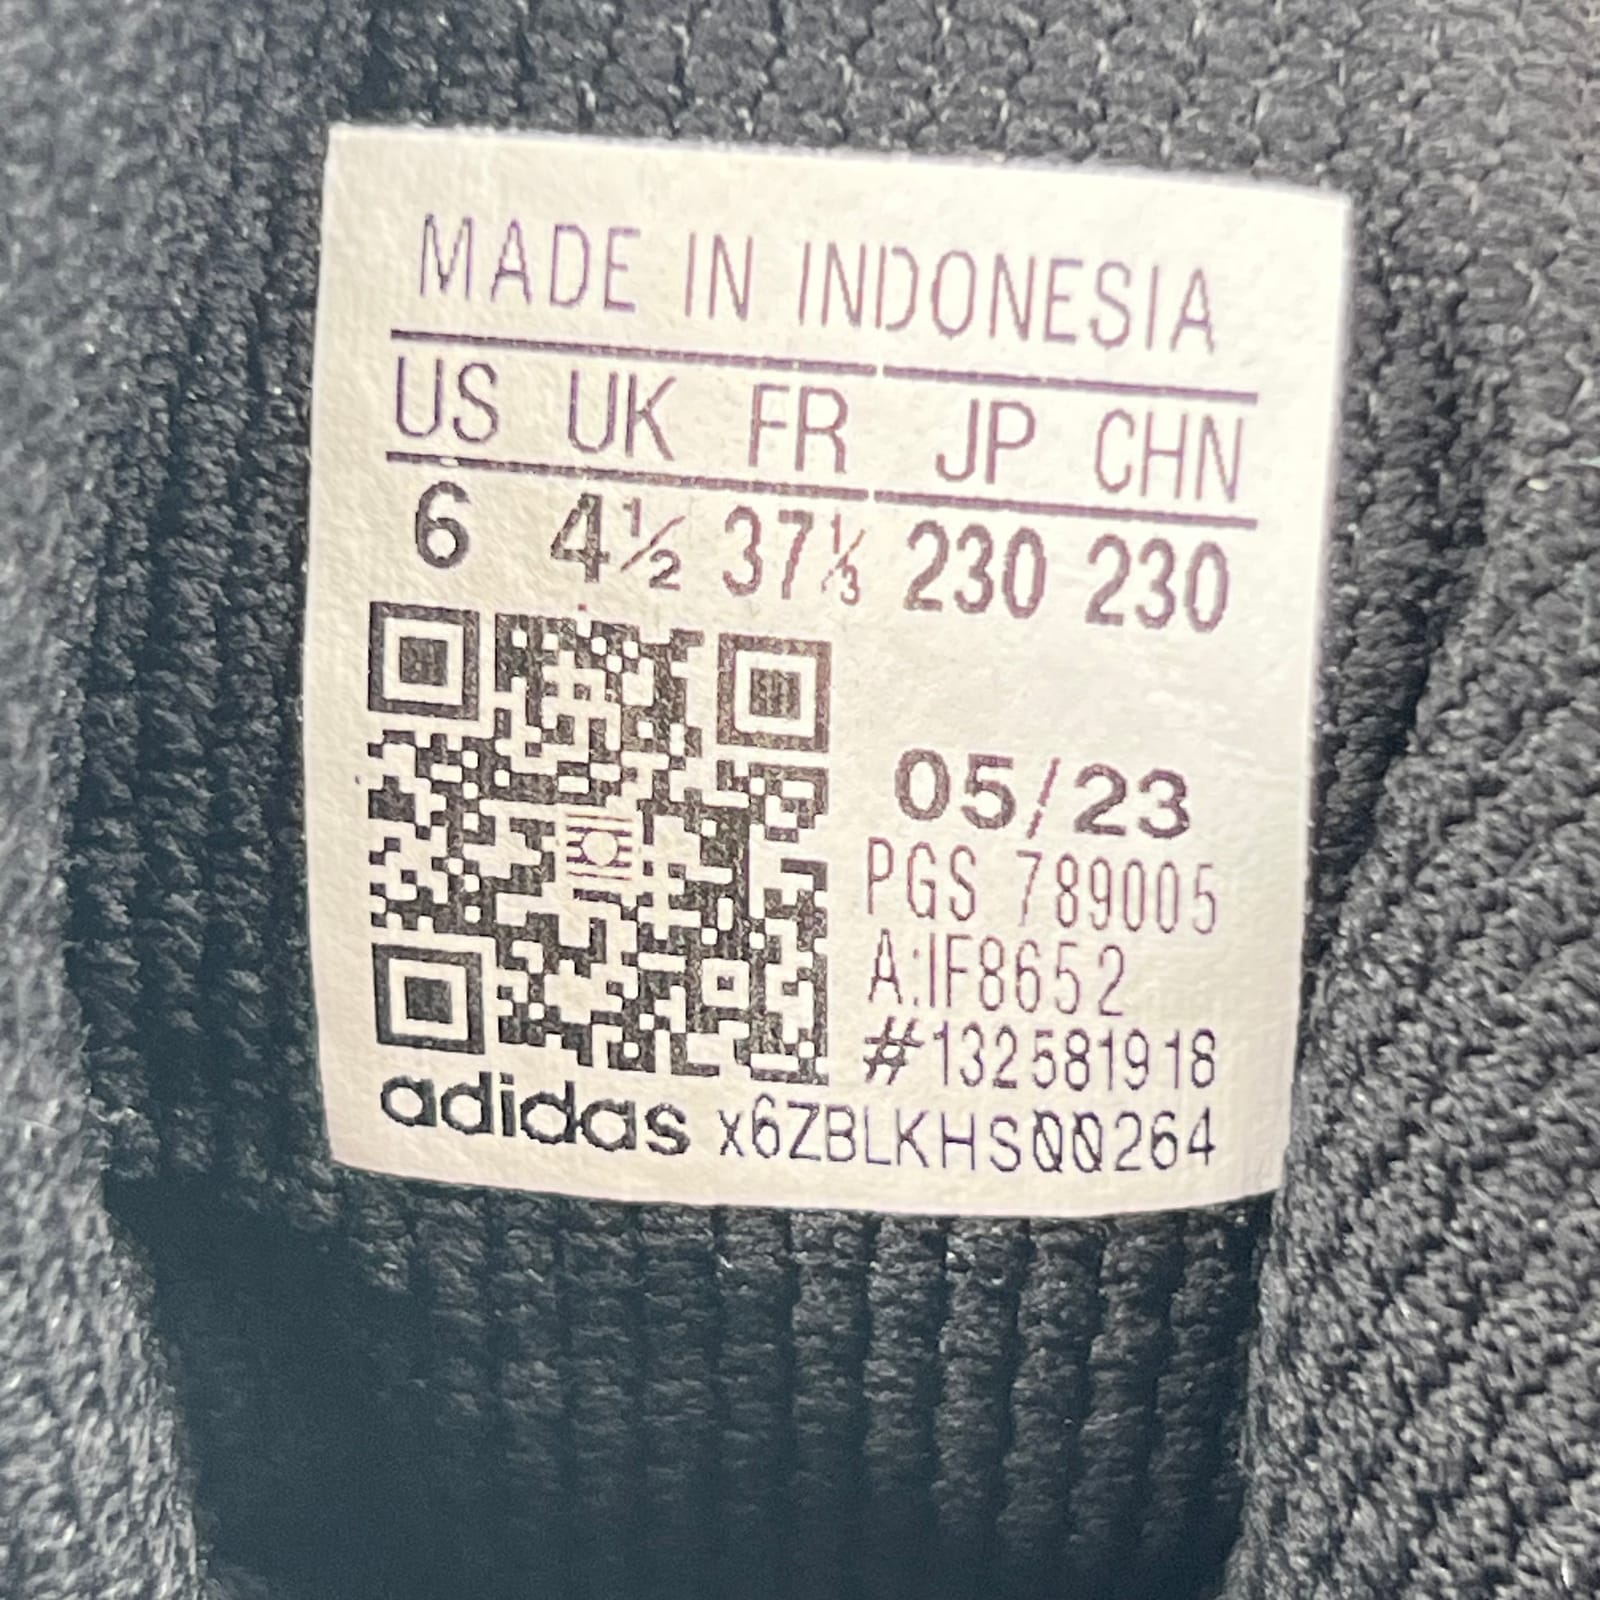 MADE IN INDONESIA
US UK FR JP CHN
6 4½ 37⅓ 230 230
05/23
PGS 789005
A:IF8652
#132581918
adidas x6ZBLKHS00264